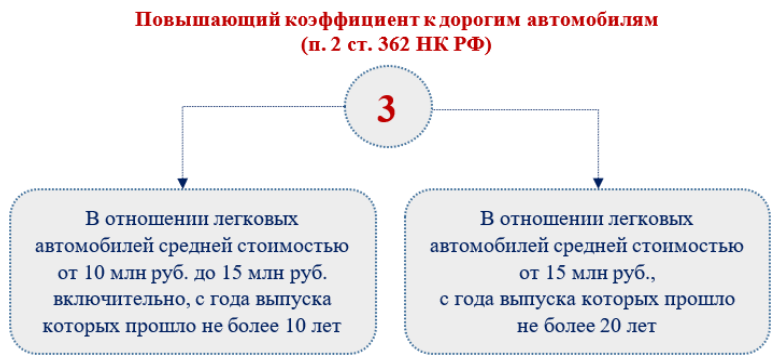 Повышающий коэффициент к дорогим автомобилям
(п. 2 ст. 362 НК РФ)
3
В отношении легковых
автомобилей средней стоимостью
от 10 млн руб. до 15 млн руб.
включительно, с года выпуска
которых прошло не более 10 лет
В отношении легковых
автомобилей средней стоимостью
от 15 млн руб.,
с года выпуска которых прошло
не более 20 лет